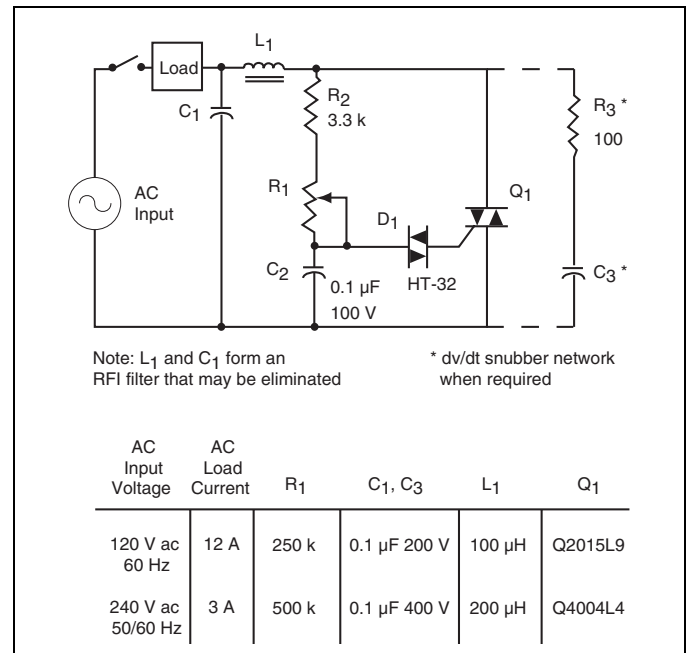 L1
Load
C1
R2
3.3 k
R3 *
100
AC
Input
R1
D1
Q1
C2
0.1 µF
100 V
HT-32
C3 *
Note: L1 and C1 form an
RFI filter that may be eliminated
* dv/dt snubber network
when required
AC
Input
Voltage
AC
Load
Current
R1
C1, C3
L1
Q1
120 V ac
60 Hz
12 A
250 k
0.1 µF 200 V
100 µH
Q2015L9
240 V ac
50/60 Hz
3 A
500 k
0.1 µF 400 V
200 µH
Q4004L4